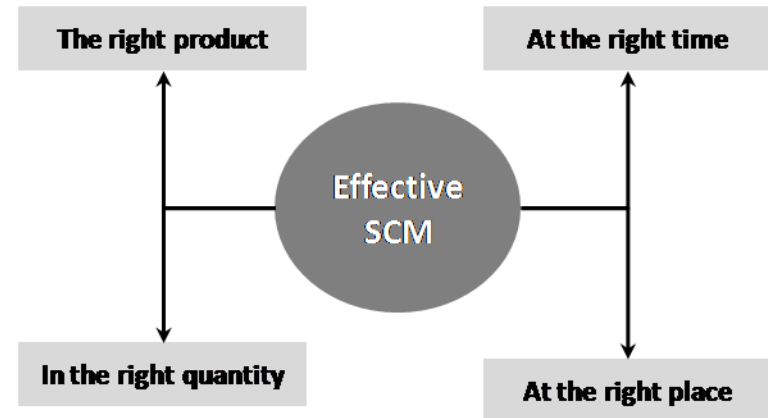 The right product
At the right time
Effective
SCM
In the right quantity
At the right place